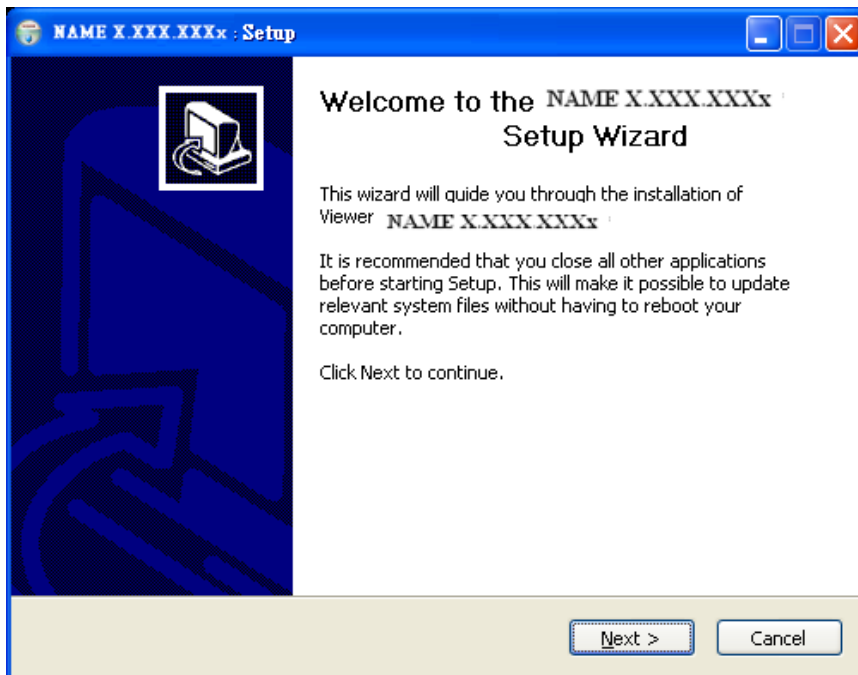 NAME X.XXX.XXXx : Setup
Welcome to the NAME X.XXX.XXXx
Setup Wizard
This wizard will guide you through the installation of
Viewer NAME X.XXX.XXXx
It is recommended that you close all other applications
before starting Setup. This will make it possible to update
relevant system files without having to reboot your
computer.
Click Next to continue.
Next >
Cancel